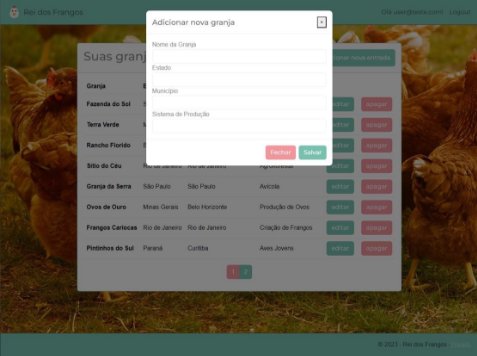 Rei dos Frangos
Olá user@teste.com! Logout
Adicionar nova granja
×
Nome da Granja
Estado
Município
Sistema de Produção
Fechar Salvar
Suas
nova entrada
Granja
Fazenda do Sol editar apagar
Terra Verde editar apagar
Rancho Florido editar apagar
Sítio do Céu Rio de Janeiro Rio de Janeiro editar apagar
Granja da Serra São Paulo São Paulo Avícola editar apagar
Ovos de Ouro Minas Gerais Belo Horizonte Produção de Ovos editar apagar
Frangos Cariocas Rio de Janeiro Rio de Janeiro Criação de Frangos editar apagar
Pintinhos do Sul Paraná Curitiba Aves Jovens editar apagar
1 2
© 2023 - Rei dos Frangos -